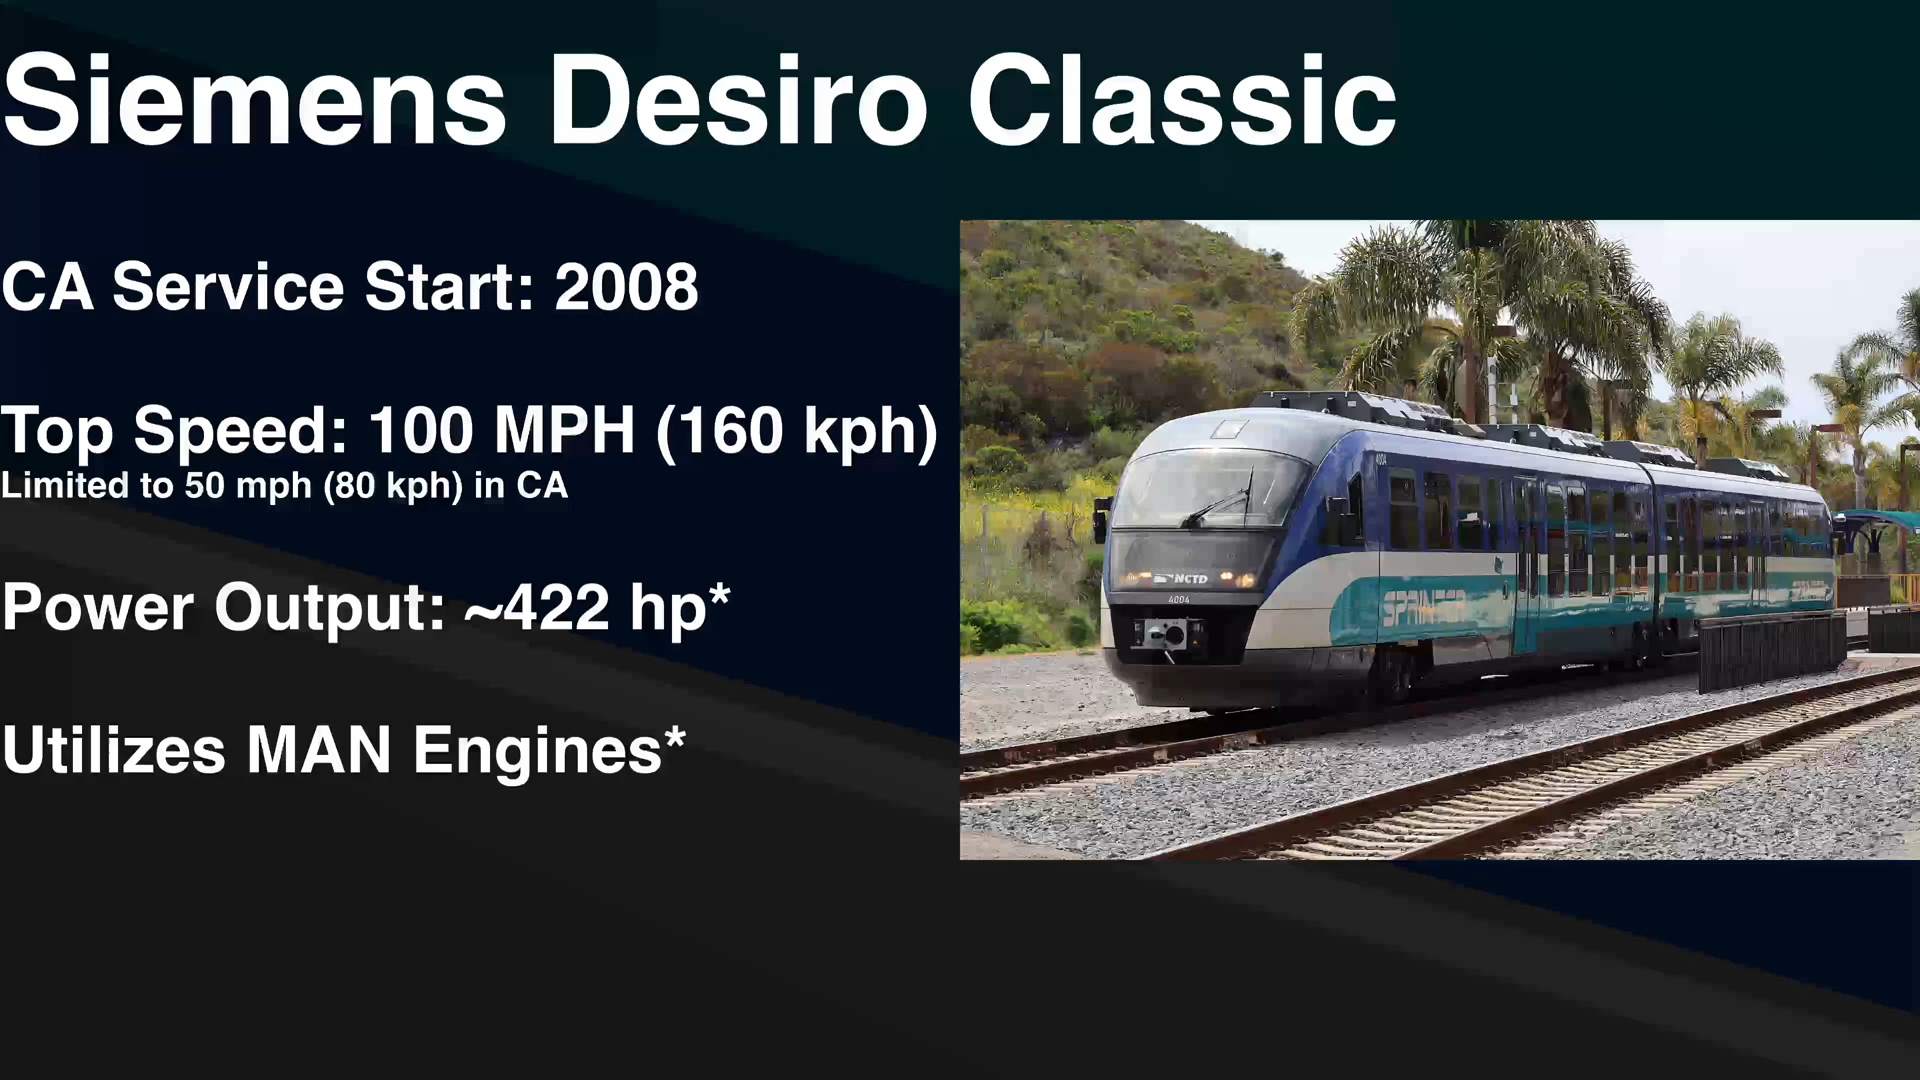 Siemens Desiro Classic
CA Service Start: 2008
Top Speed: 100 MPH (160 kph)
Limited to 50 mph (80 kph) in CA
Power Output: ~422 hp*
Utilizes MAN Engines*
4004
NCTD
4004
SPRINTER